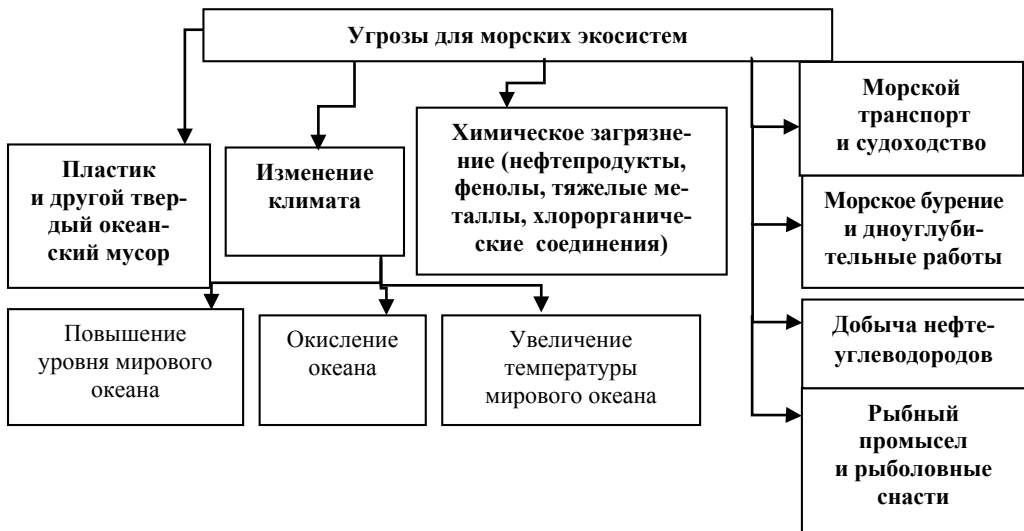 Угрозы для морских экосистем
Пластик
и другой твер-
дый океан-
ский мусор
Изменение
климата
Химическое загрязне-
ние (нефтепродукты,
фенолы, тяжелые ме-
таллы, хлорорганиче-
ские соединения)
Морской
транспорт
и судоходство
Морское бурение
и дноуглуби-
тельные работы
Добыча нефте-
углеводородов
Рыбный
промысел
и рыболовные
снасти
Повышение
уровня мирового
океана
Окисление
океана
Увеличение
температуры
мирового океана